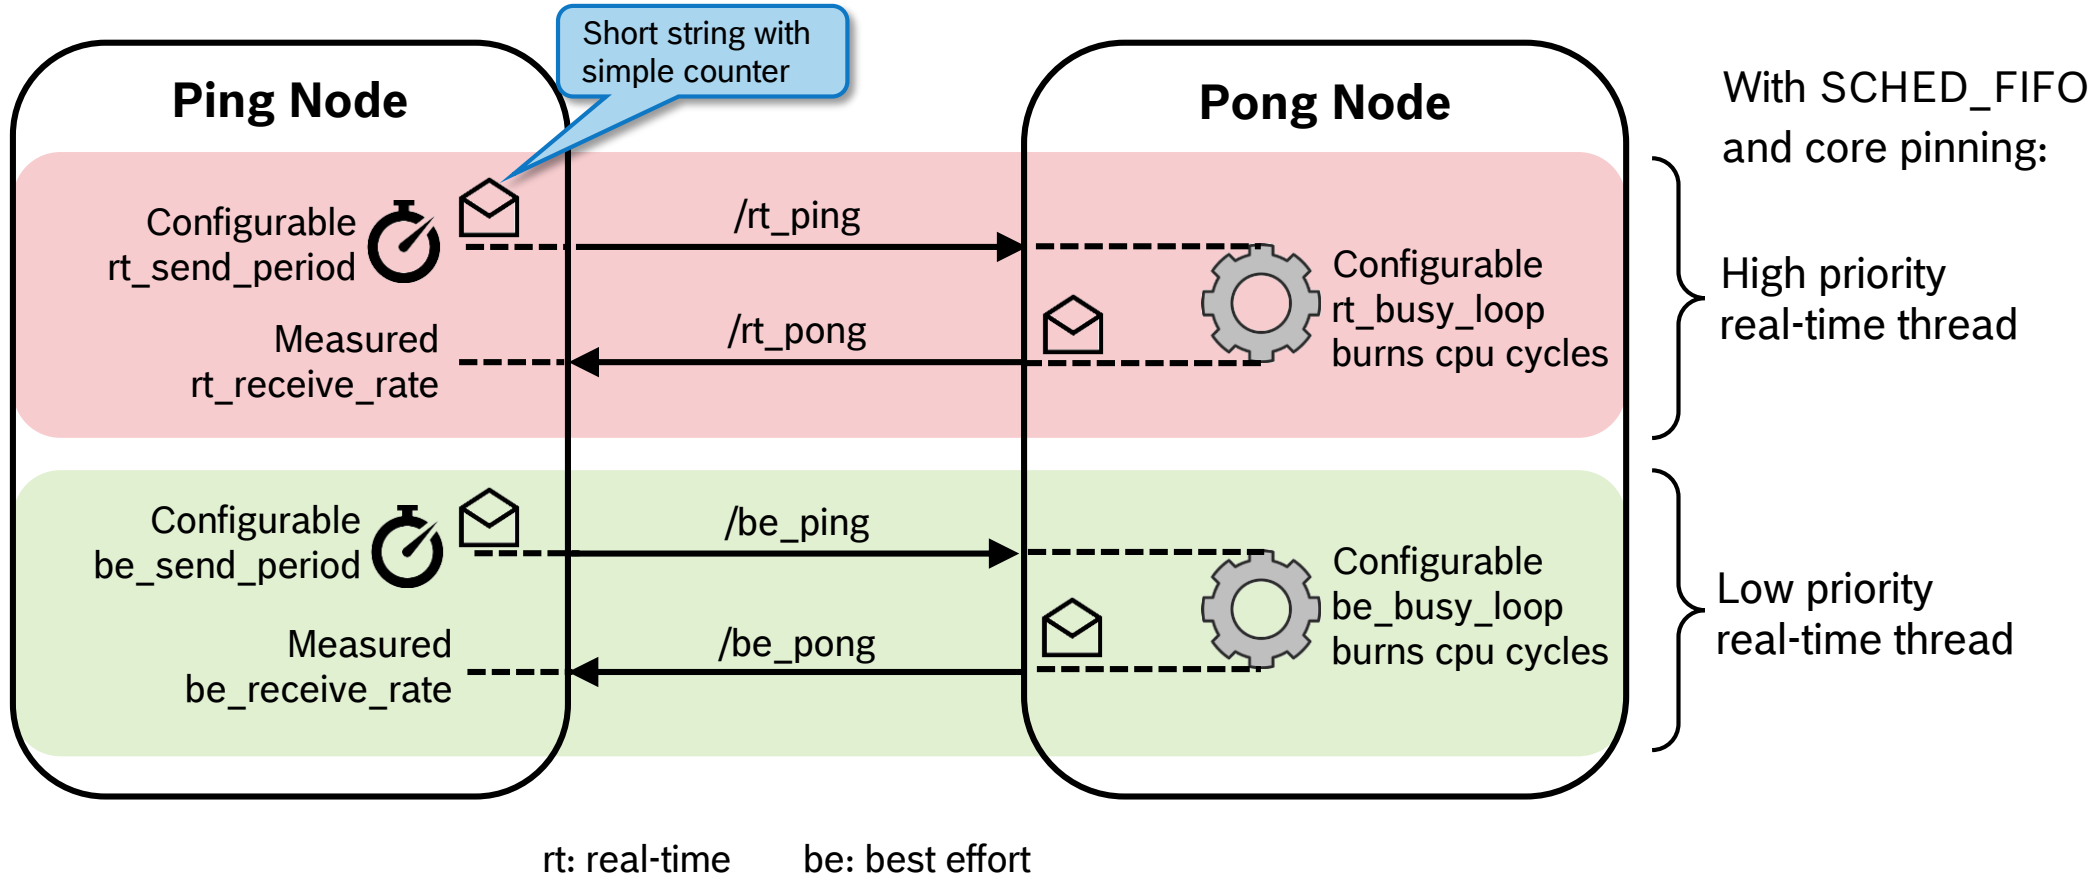 Short string with
simple counter
Ping Node
Pong Node
With SCHED_FIFO
and core pinning:
Configurable
rt_send_period
/rt_ping
Configurable
rt_busy_loop
burns cpu cycles
High priority
real-time thread
Measured
rt_receive_rate
/rt_pong
Configurable
be_send_period
/be_ping
Configurable
be_busy_loop
burns cpu cycles
Low priority
real-time thread
Measured
be_receive_rate
/be_pong
rt: real-time be: best effort